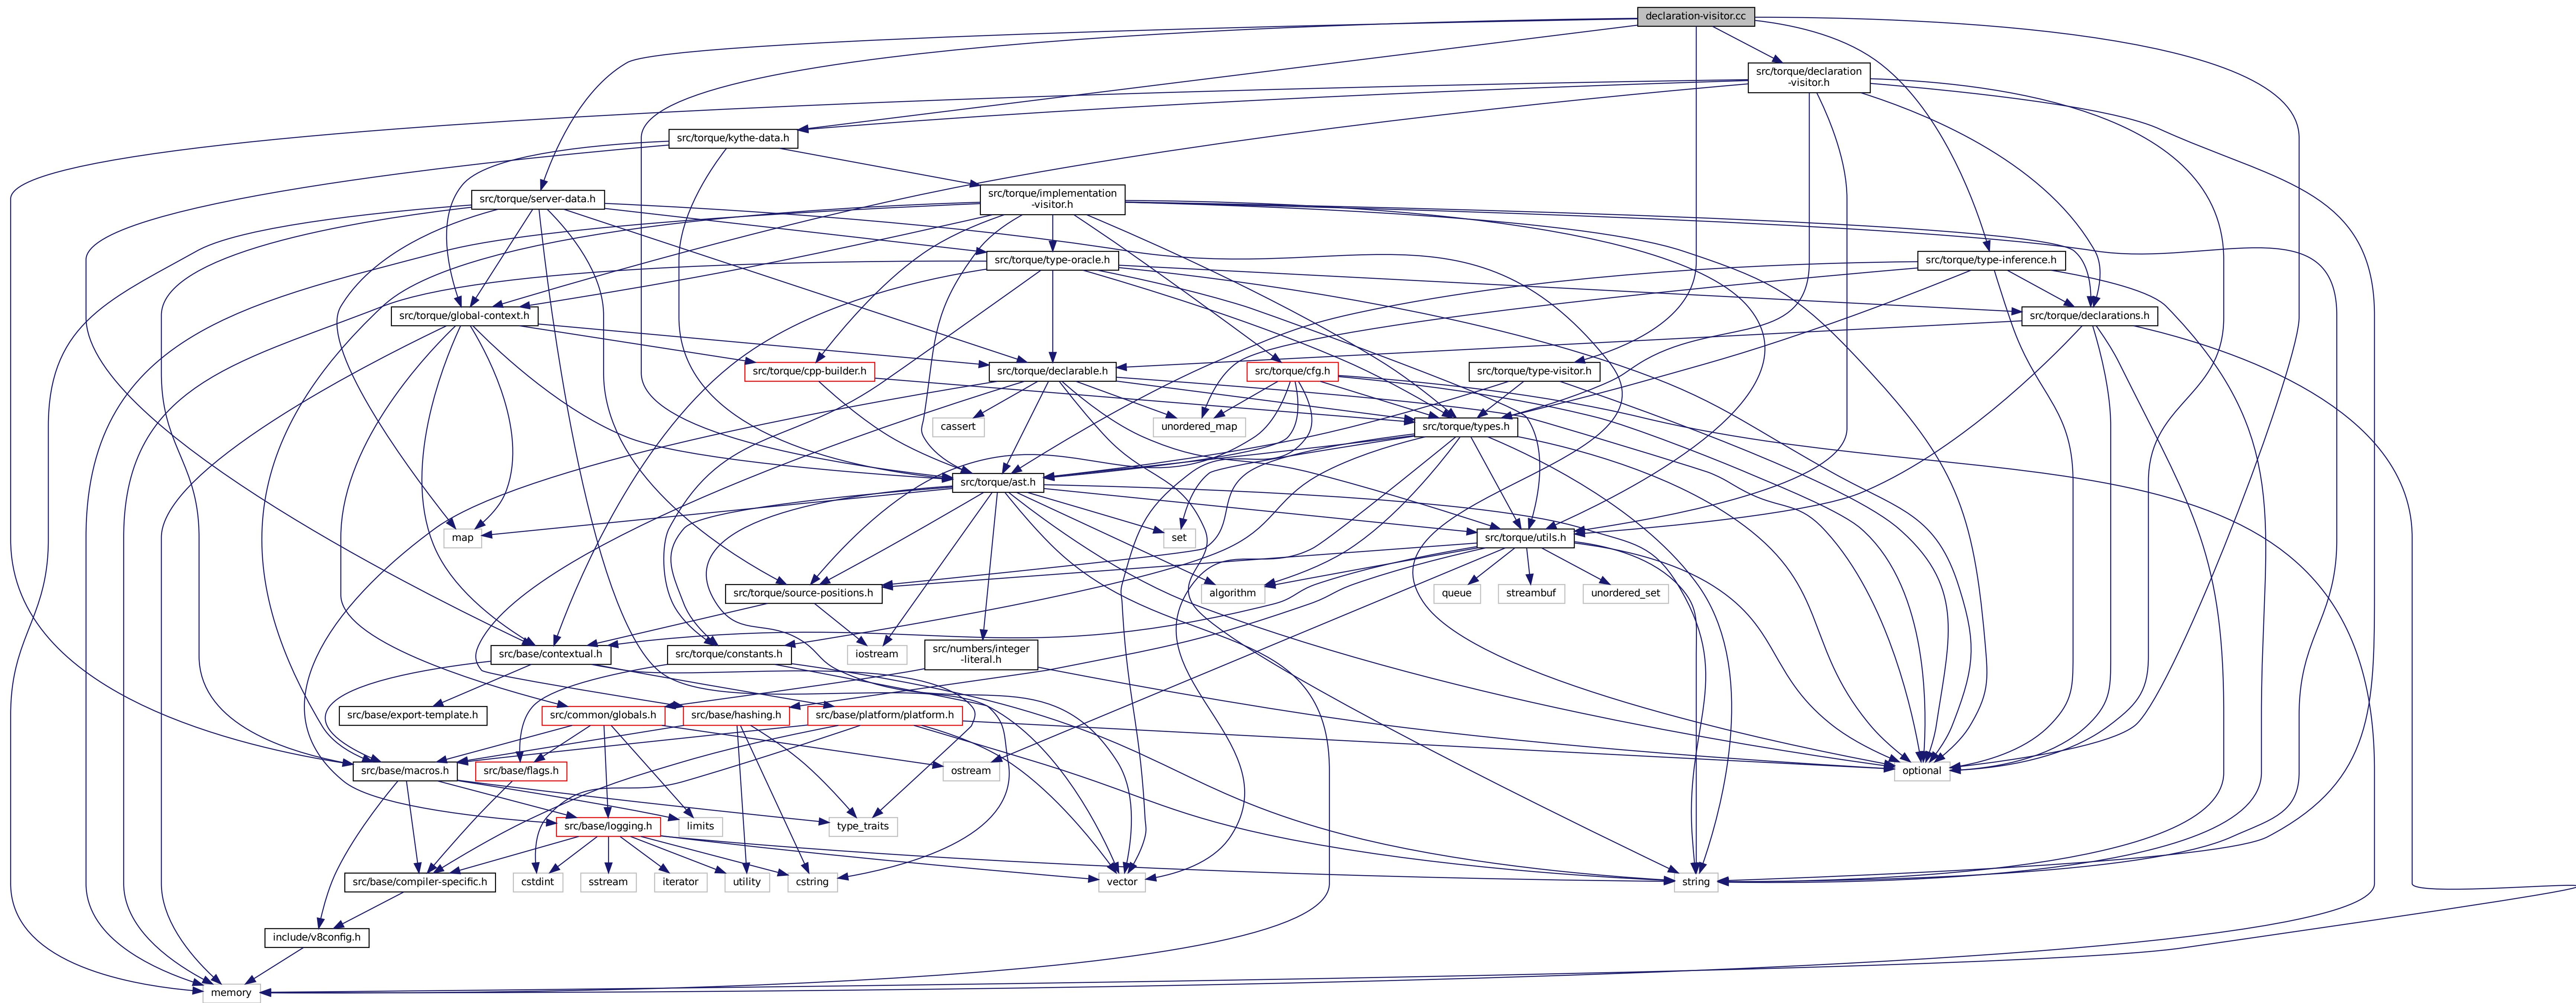 declaration-visitor.cc
src/torque/declaration
-visitor.h
src/torque/kythe-data.h
src/torque/server-data.h
src/torque/implementation
-visitor.h
src/torque/type-oracle.h
src/torque/type-inference.h
src/torque/global-context.h
src/torque/declarations.h
src/torque/cpp-builder.h
src/torque/declarable.h
src/torque/cfg.h
src/torque/type-visitor.h
cassert
unordered_map
src/torque/types.h
src/torque/ast.h
map
set
src/torque/utils.h
src/torque/source-positions.h
algorithm
queue
streambuf
unordered_set
src/base/contextual.h
src/torque/constants.h
iostream
src/numbers/integer
-literal.h
src/base/export-template.h
src/common/globals.h
src/base/hashing.h
src/base/platform/platform.h
src/base/macros.h
src/base/flags.h
ostream
optional
src/base/logging.h
limits
type_traits
src/base/compiler-specific.h
cstdint
sstream
iterator
utility
cstring
vector
string
include/v8config.h
memory